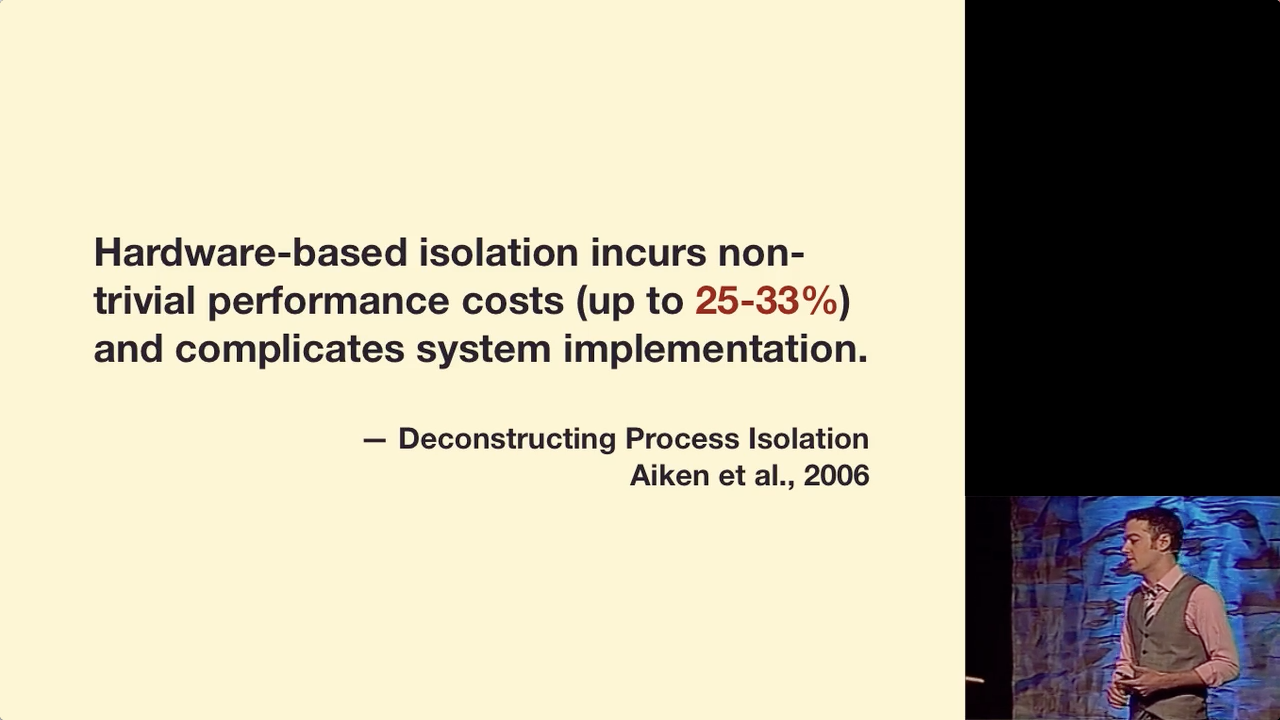 Hardware-based isolation incurs non-
trivial performance costs (up to 25-33%)
and complicates system implementation.
— Deconstructing Process Isolation
Aiken et al., 2006